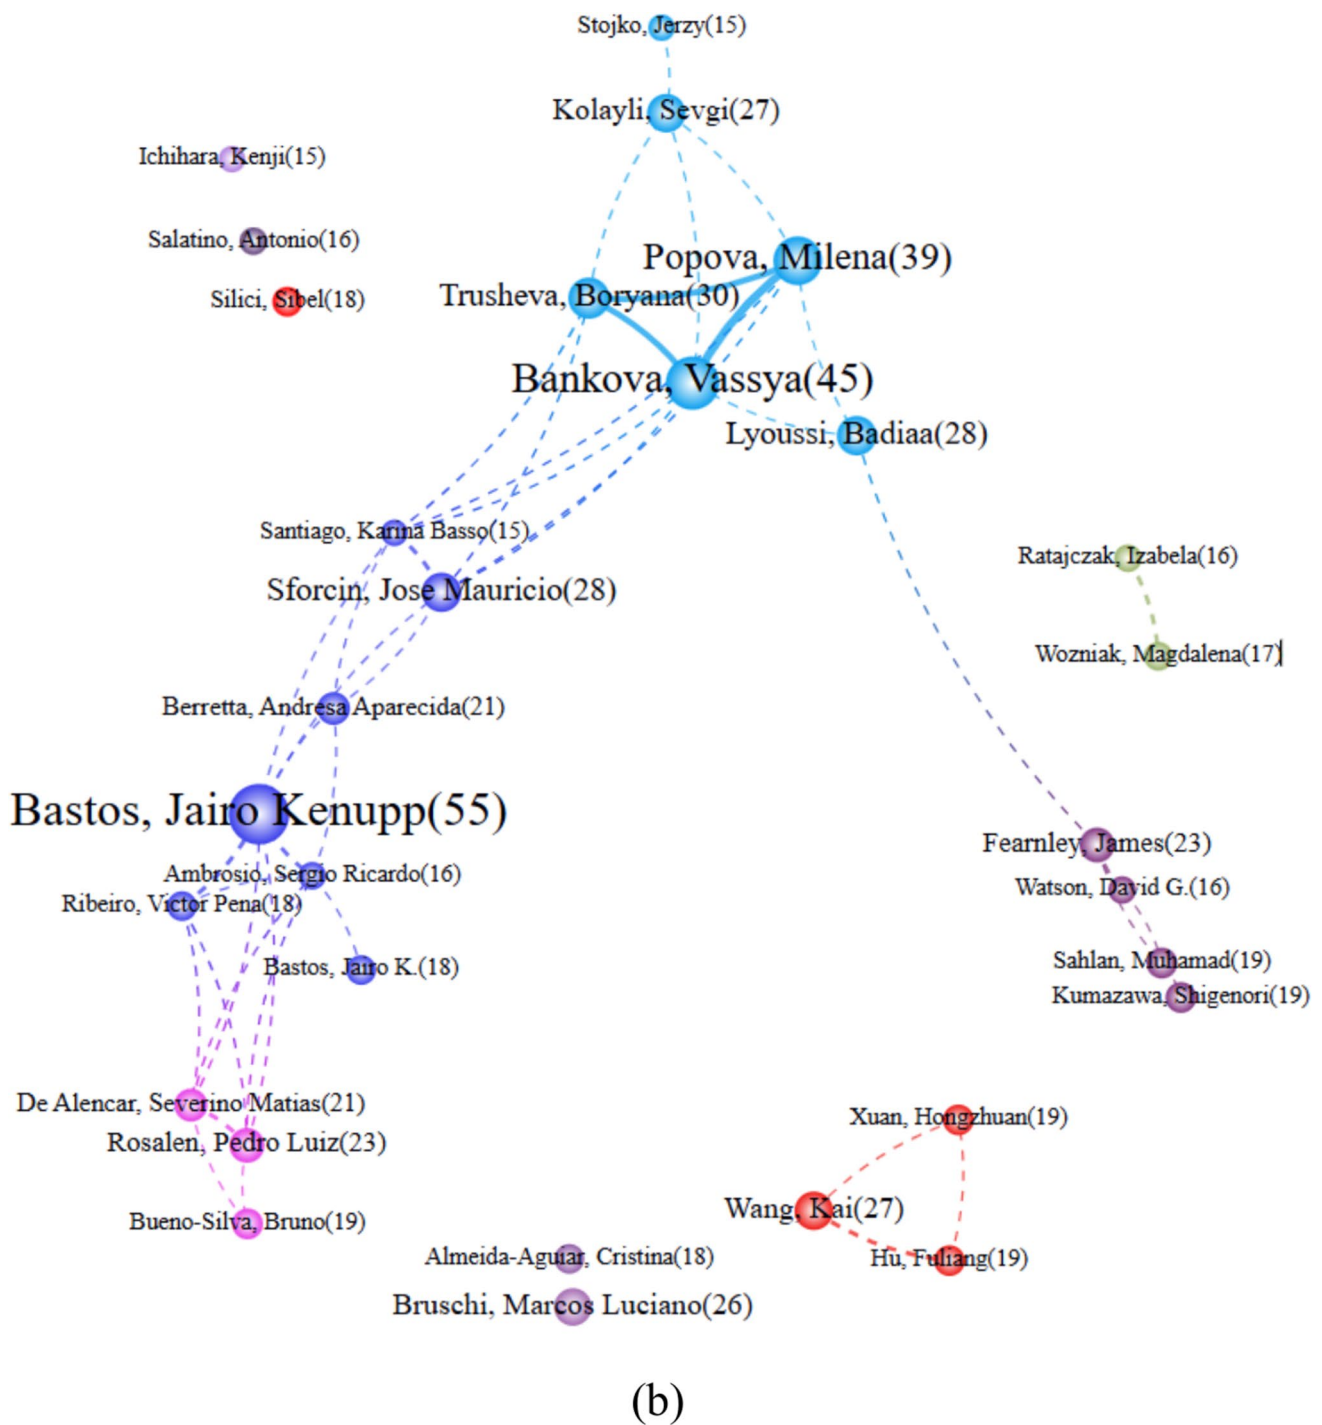 Stojko, Jerzy(15)
Kolayli, Sevgi(27)
Ichihara, Kenji(15)
Salatino, Antonio(16)
Popova, Milena(39)
Silici, Sibel(18)
Trusheva, Boryana(30)
Bankova, Vassya(45)
Lyoussi, Badiaa(28)
Santiago, Karina Basso(15)
Ratajczak, Izabela(16)
Sforcin, Jose Mauricio(28)
Wozniak, Magdalena(17)
Berretta, Andresa Aparecida(21)
Bastos, Jairo Kenupp(55)
Fearnley, James(23)
Ambrosio, Sergio Ricardo(16)
Watson, David G.(16)
Ribeiro, Victor Pena(18)
Bastos, Jairo K.(18)
Sahlan, Muhamad(19)
Kumazawa, Shigenori(19)
De Alencar, Severino Matias(21)
Xuan, Hongzhuan(19)
Rosalen, Pedro Luiz(23)
Wang, Kai(27)
Bueno-Silva, Bruno(19)
Almeida-Aguiar, Cristina(18)
Hu, Fuliang(19)
Bruschi, Marcos Luciano(26)
(b)